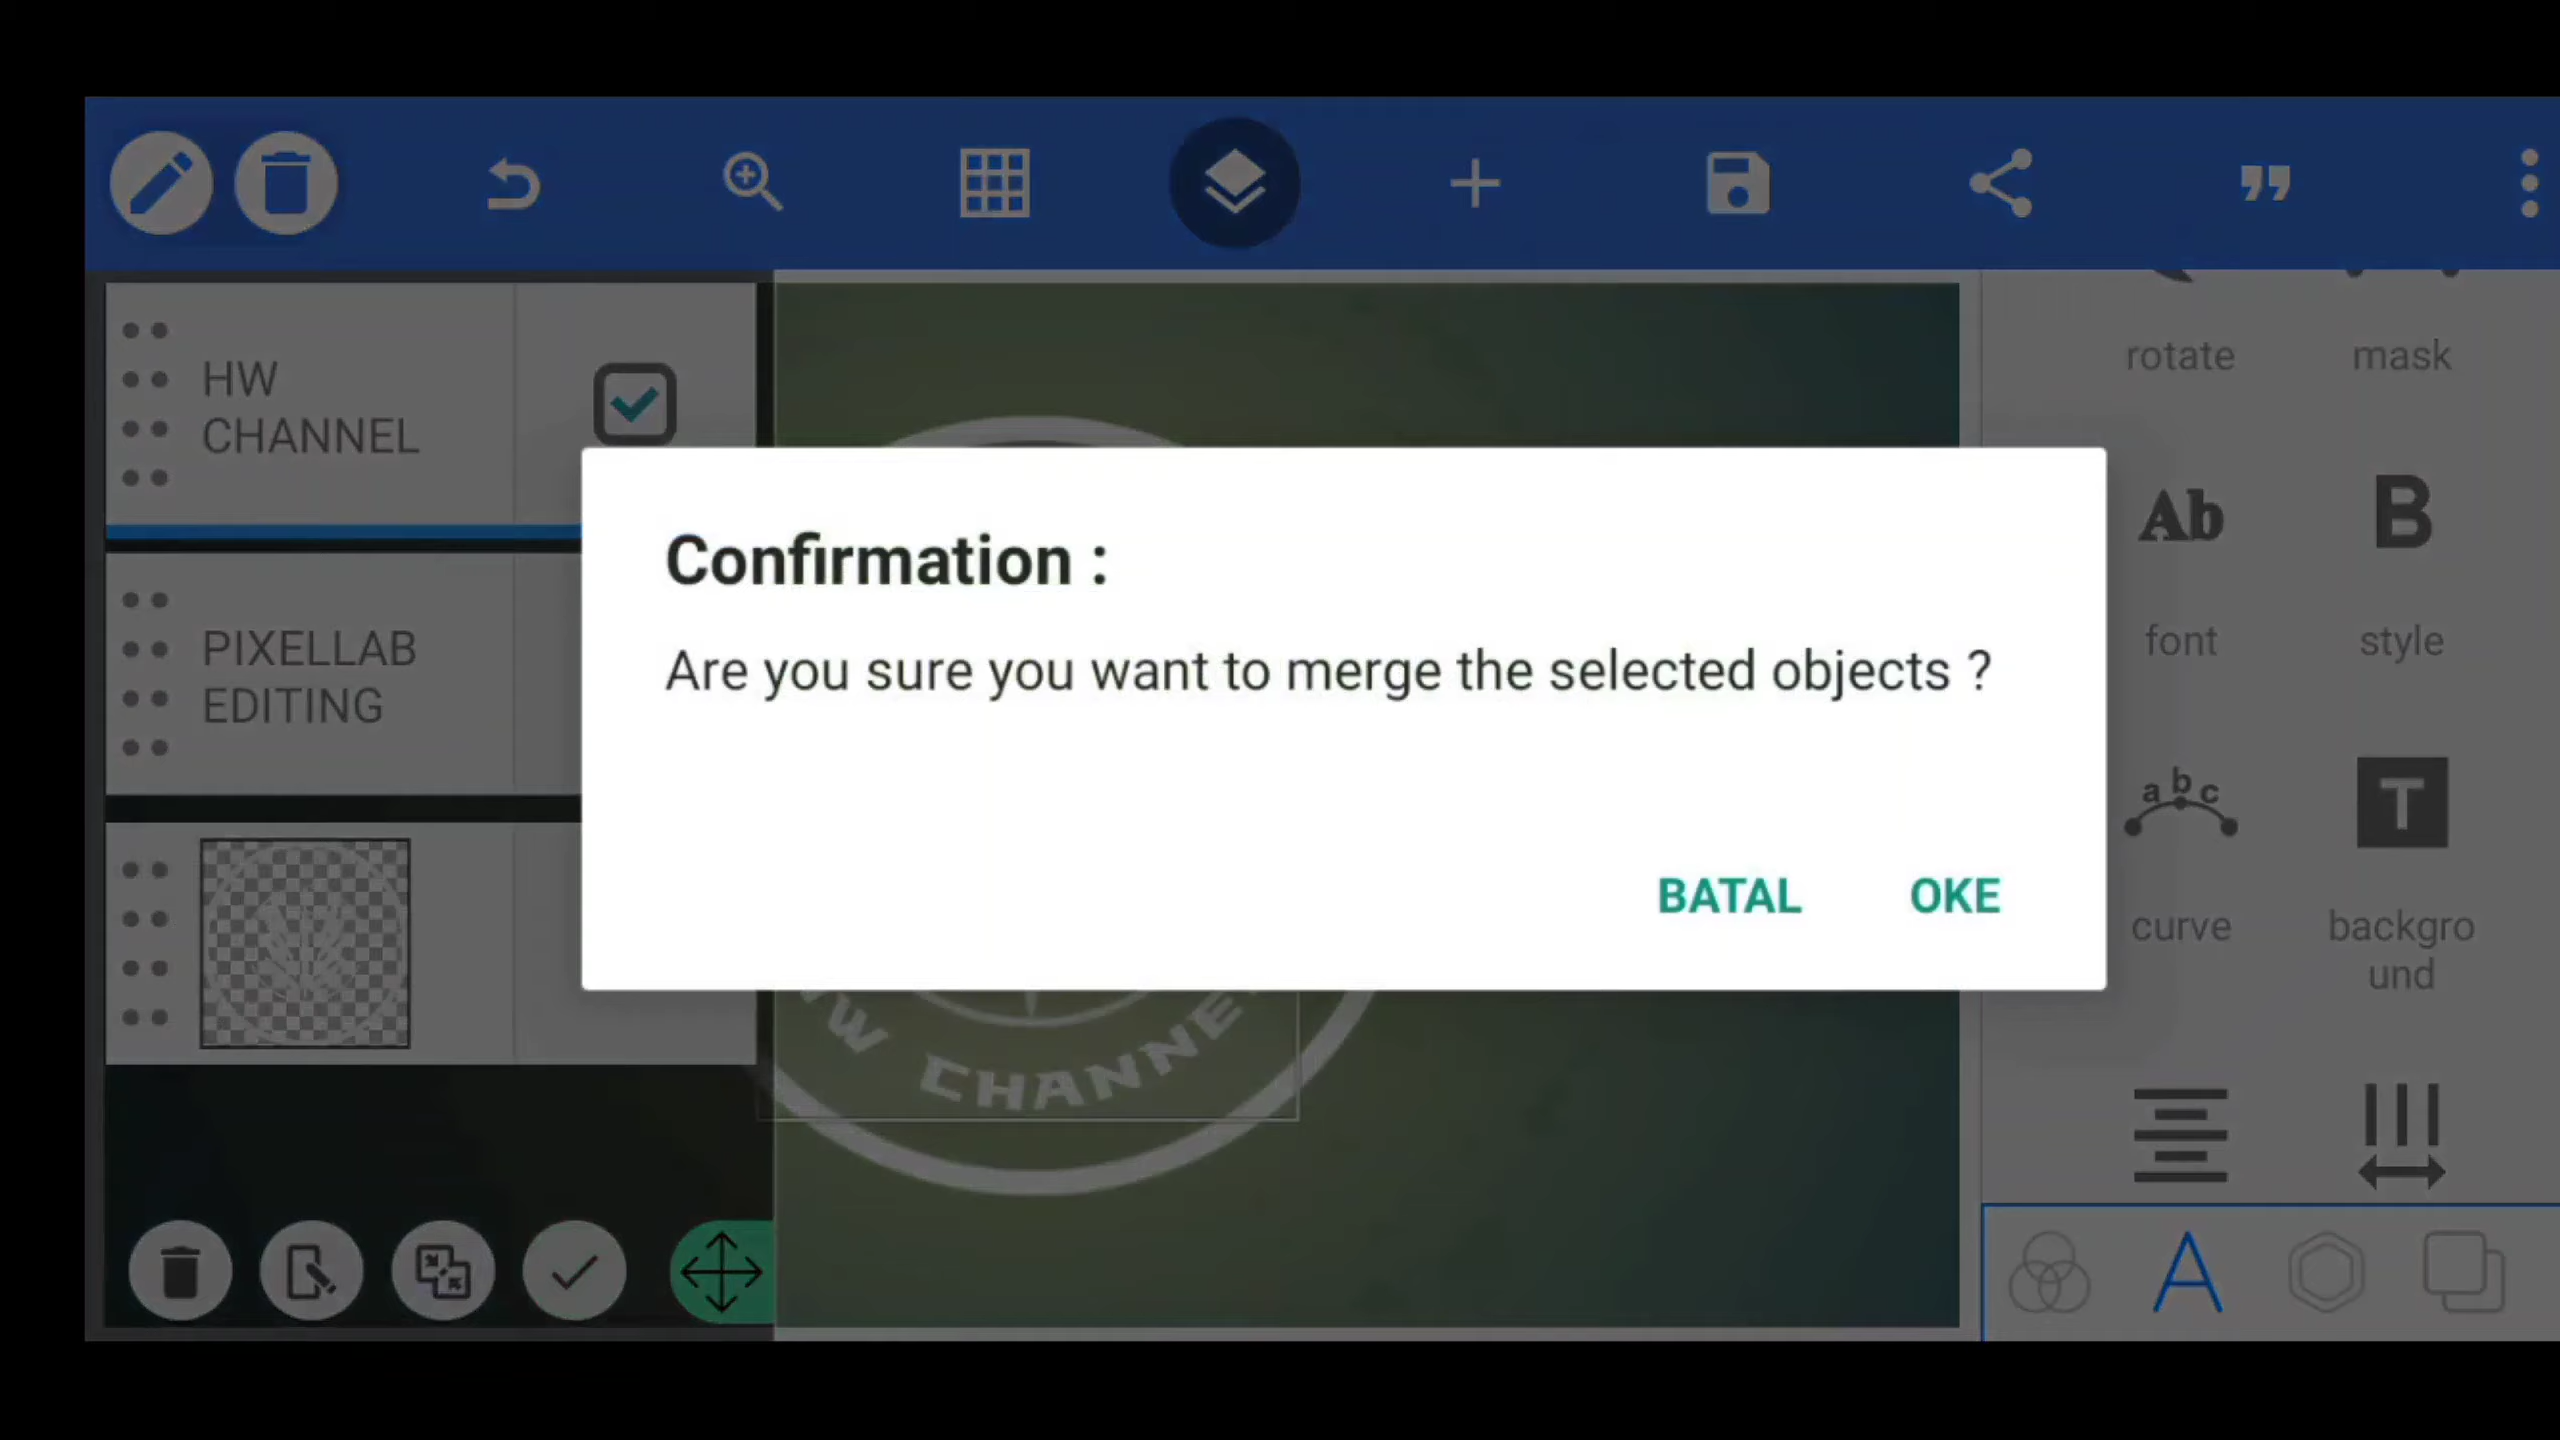 HW
CHANNEL
rotate
mask
Confirmation :
Are you sure you want to merge the selected objects ?
BATAL
OKE
PIXELLAB
EDITING
Ab
B
font
style
abc
T
curve
backgro
und
W CHANNE
A